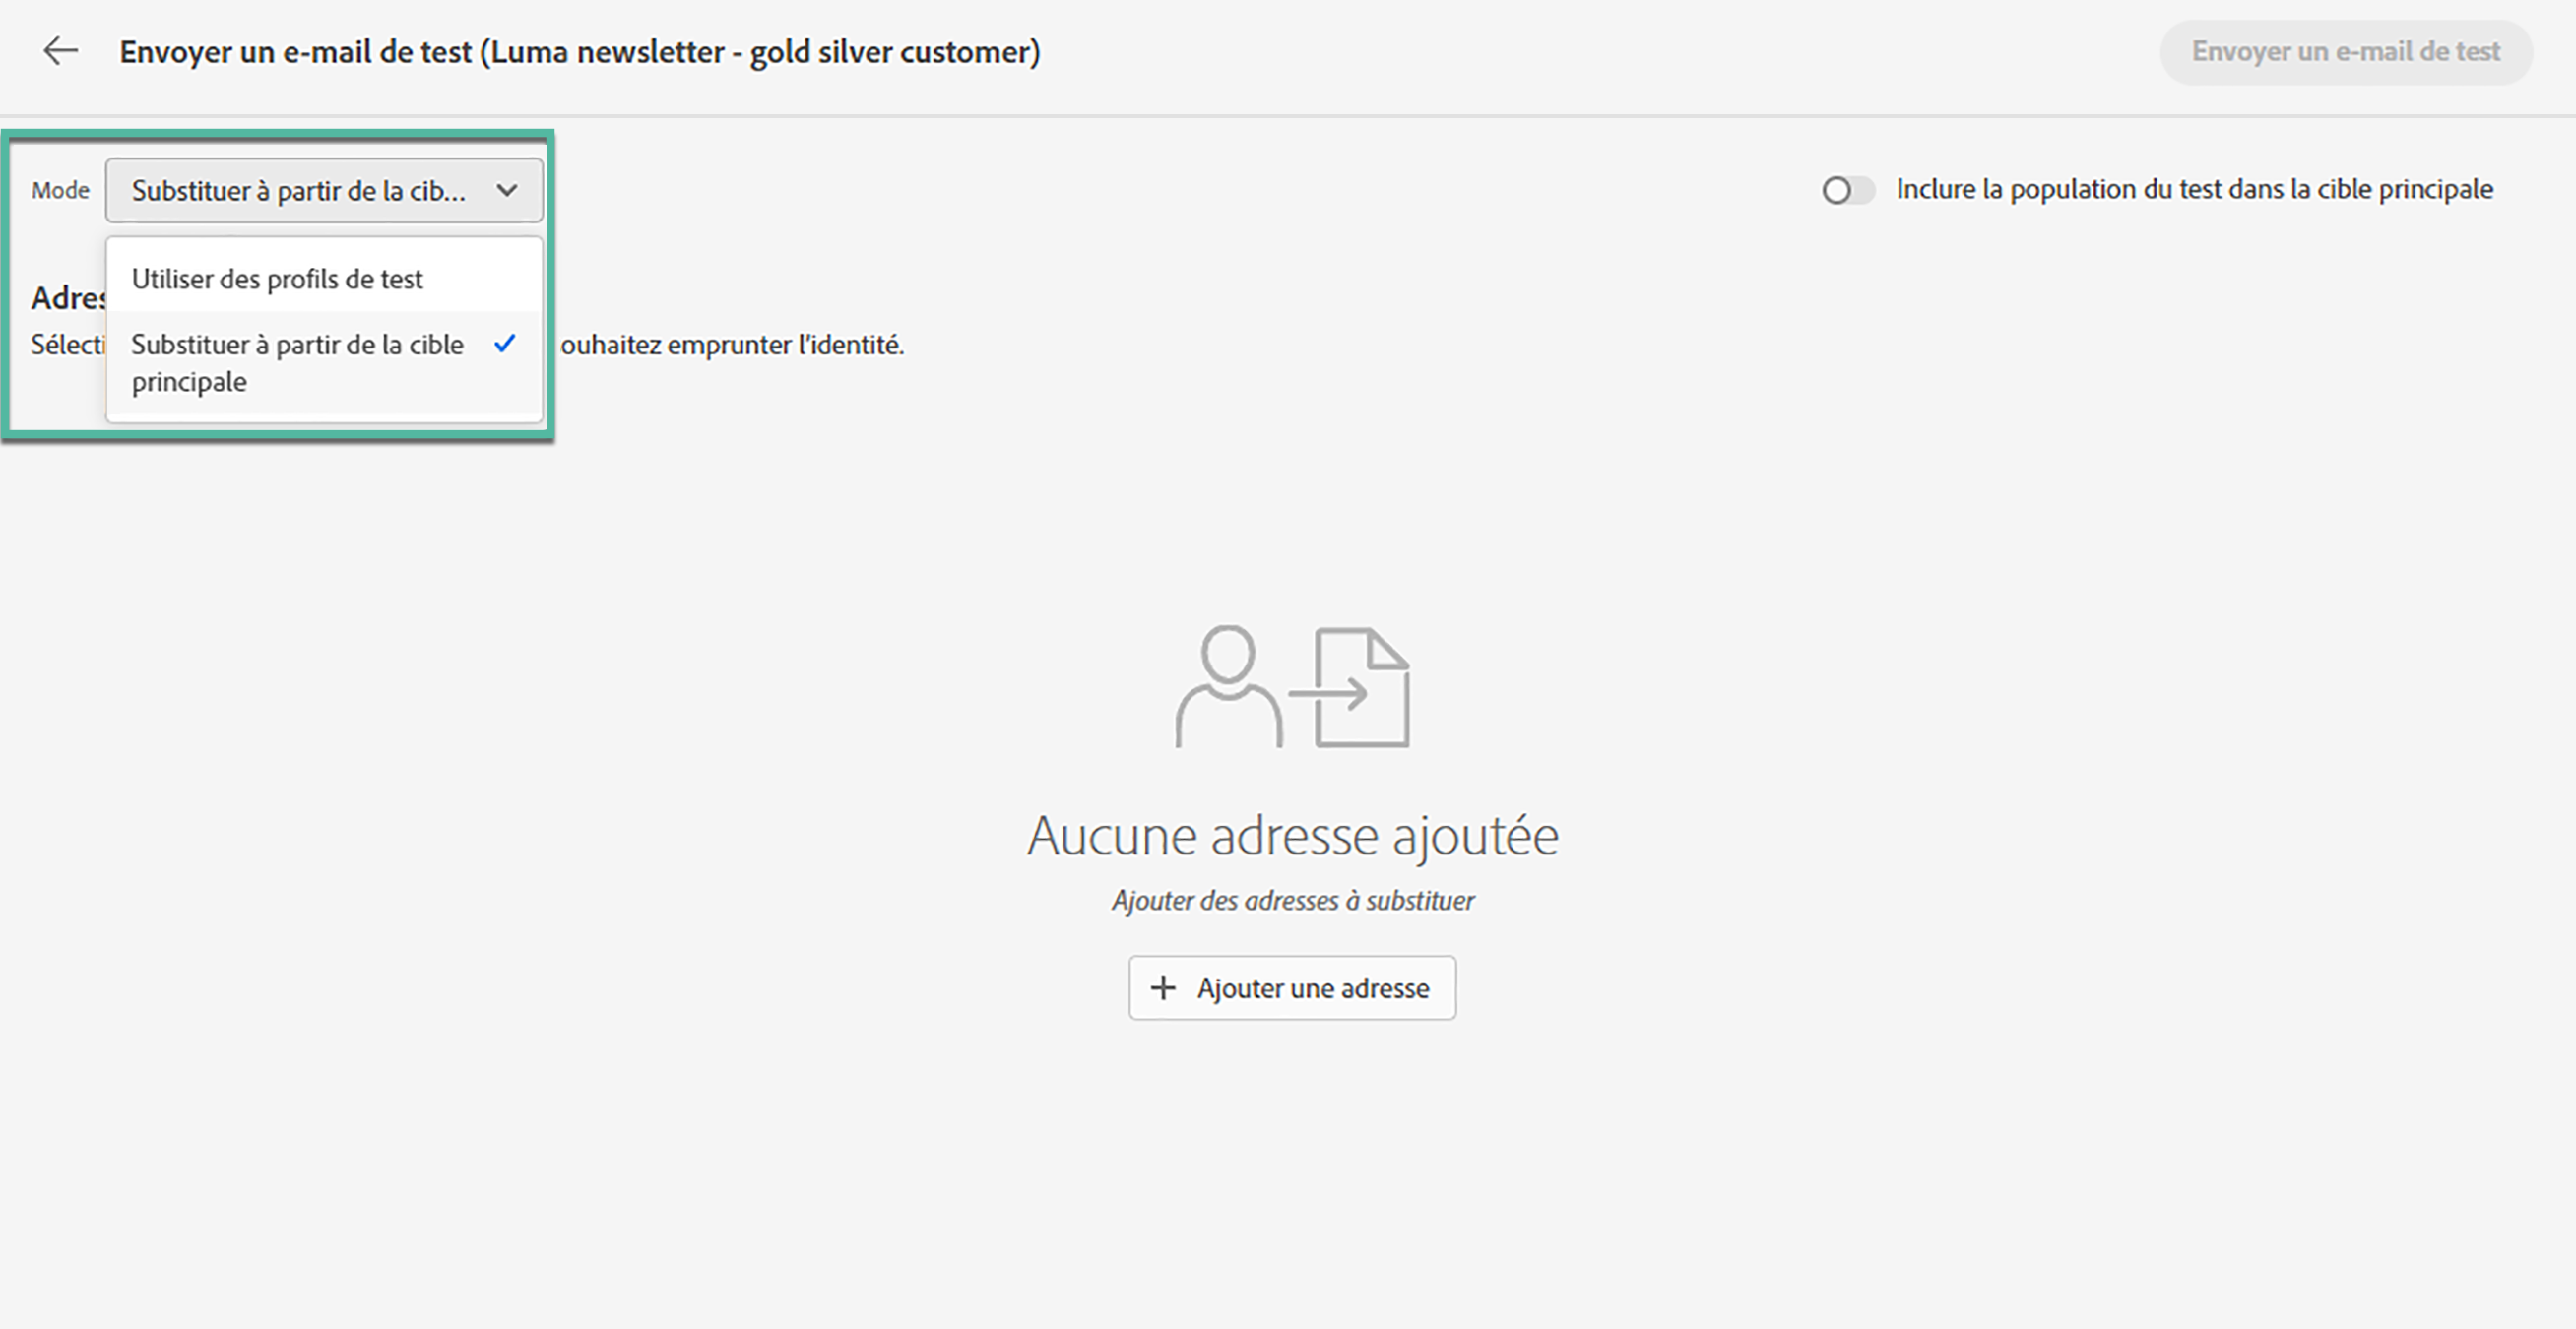 Envoyer un e-mail de test (Luma newsletter - gold silver customer)
Envoyer un e-mail de test
Mode
Substituer à partir de la cib...
Inclure la population du test dans la cible principale
Utiliser des profils de test
Substituer à partir de la cible
principale
Adres
Sélecti
ouhaitez emprunter l'identité.
Aucune adresse ajoutée
Ajouter des adresses à substituer
Ajouter une adresse